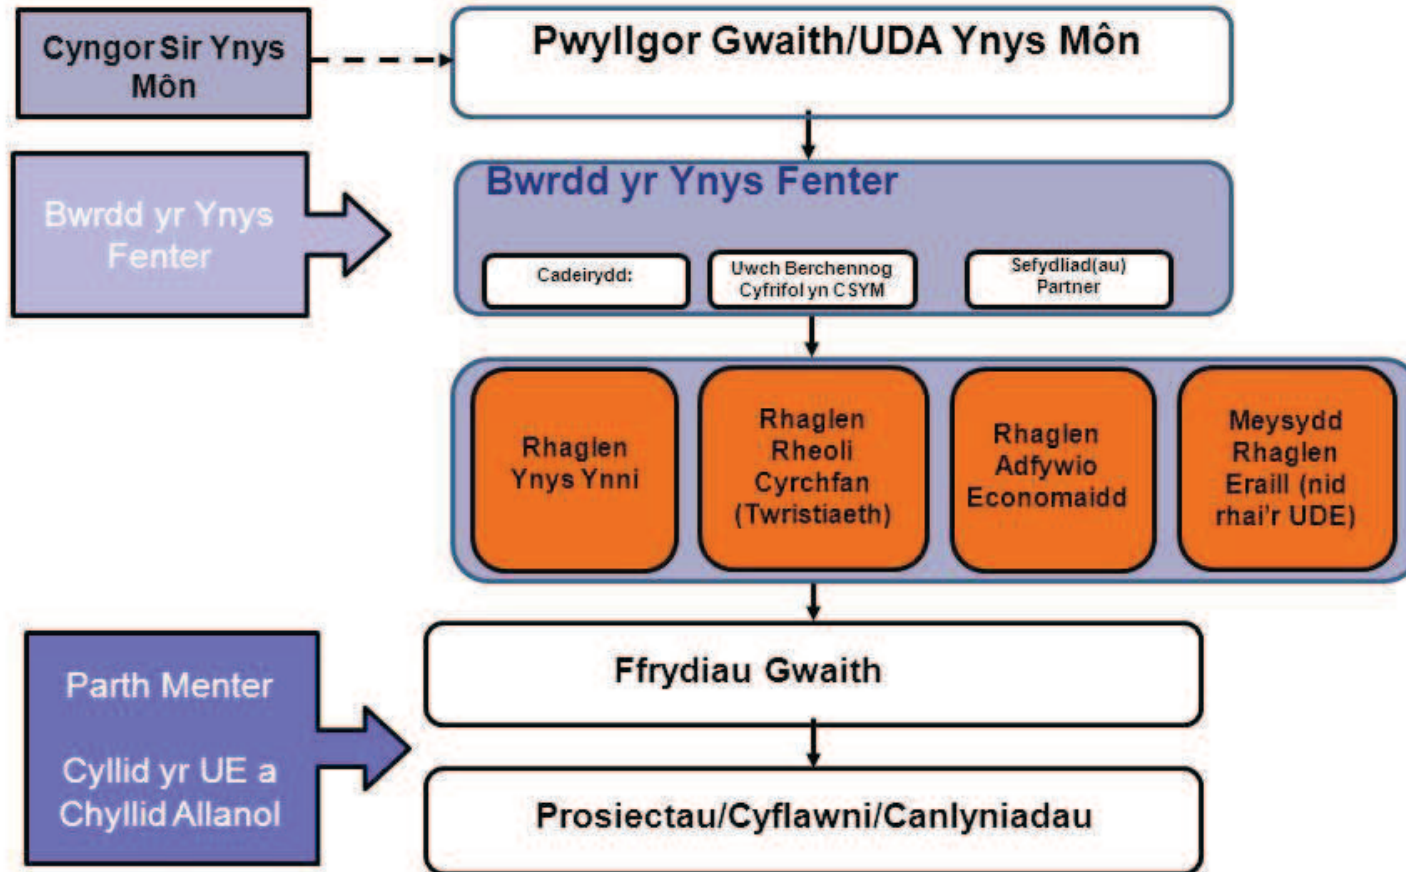 Cyngor Sir Ynys
Môn
Pwyllgor Gwaith/UDA Ynys Môn
Bwrdd yr Ynys
Fenter
Bwrdd yr Ynys Fenter
Cadeirydd:
Uwch Berchennog
Cyfrifol yn CSYM
Sefydliad(au)
Partner
Rhaglen
Ynys Ynni
Rhaglen
Rheoli
Cyrchfan
(Twristiaeth)
Rhaglen
Adfywio
Economaidd
Meysydd
Rhaglen
Eraill (nid
rhai'r UDE)
Parth Menter
Cyllid yr UE a
Chyllid Allanol
Ffrydiau Gwaith
Prosiectau/Cyflawni/Canlyniadau